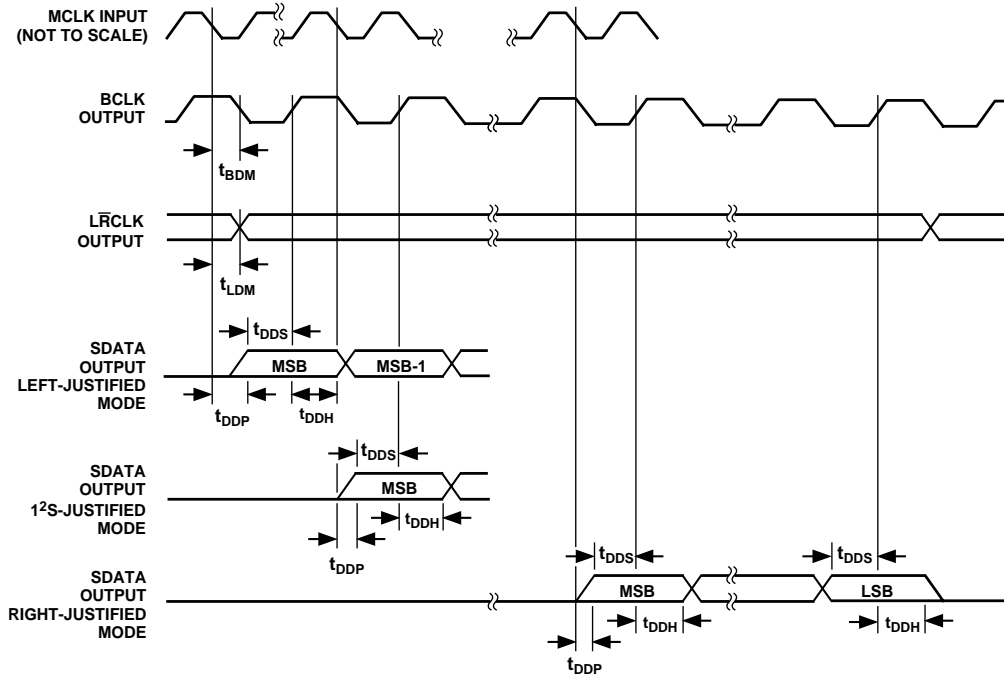 MCLK INPUT
(NOT TO SCALE)
BCLK
OUTPUT
tBDM
LRCLK
OUTPUT
tLDM
tDDS
SDATA
OUTPUT
LEFT-JUSTIFIED
MODE
MSB
MSB-1
tDDP
tDDH
tDDS
SDATA
OUTPUT
1²S-JUSTIFIED
MODE
MSB
tDDH
tDDP
tDDS
tDDS
SDATA
OUTPUT
RIGHT-JUSTIFIED
MODE
MSB
LSB
tDDH
tDDH
tDDP